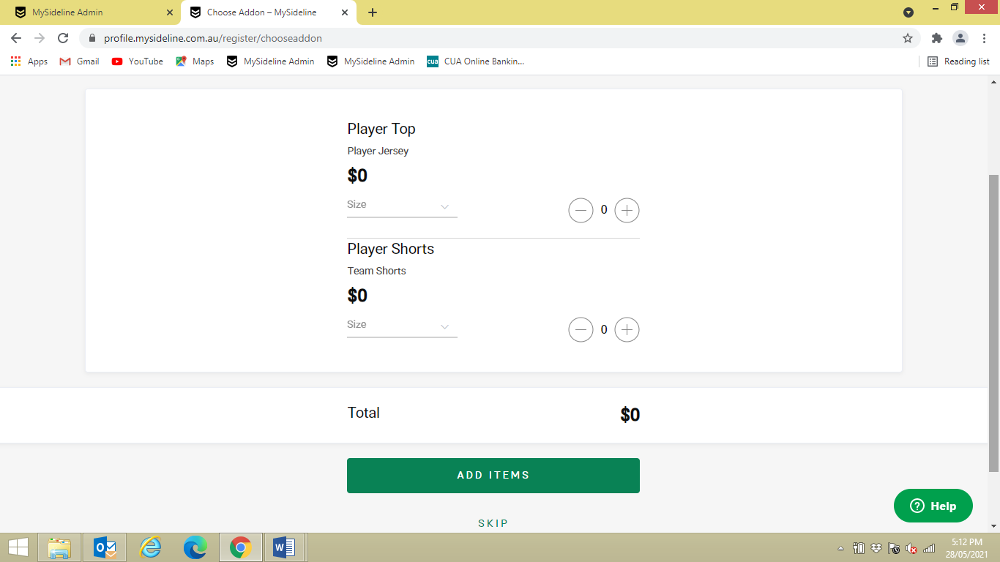 MySideline Admin
Choose Addon – MySideline
profile.mysideline.com.au/register/chooseaddon
Apps Gmail YouTube Maps MySideline Admin MySideline Admin cua CUA Online Bankin... Reading list
Player Top
Player Jersey
$0
Size
0
Player Shorts
Team Shorts
$0
Size
0
Total $0
ADD ITEMS
? Help
SKIP
5:12 PM
28/05/2021